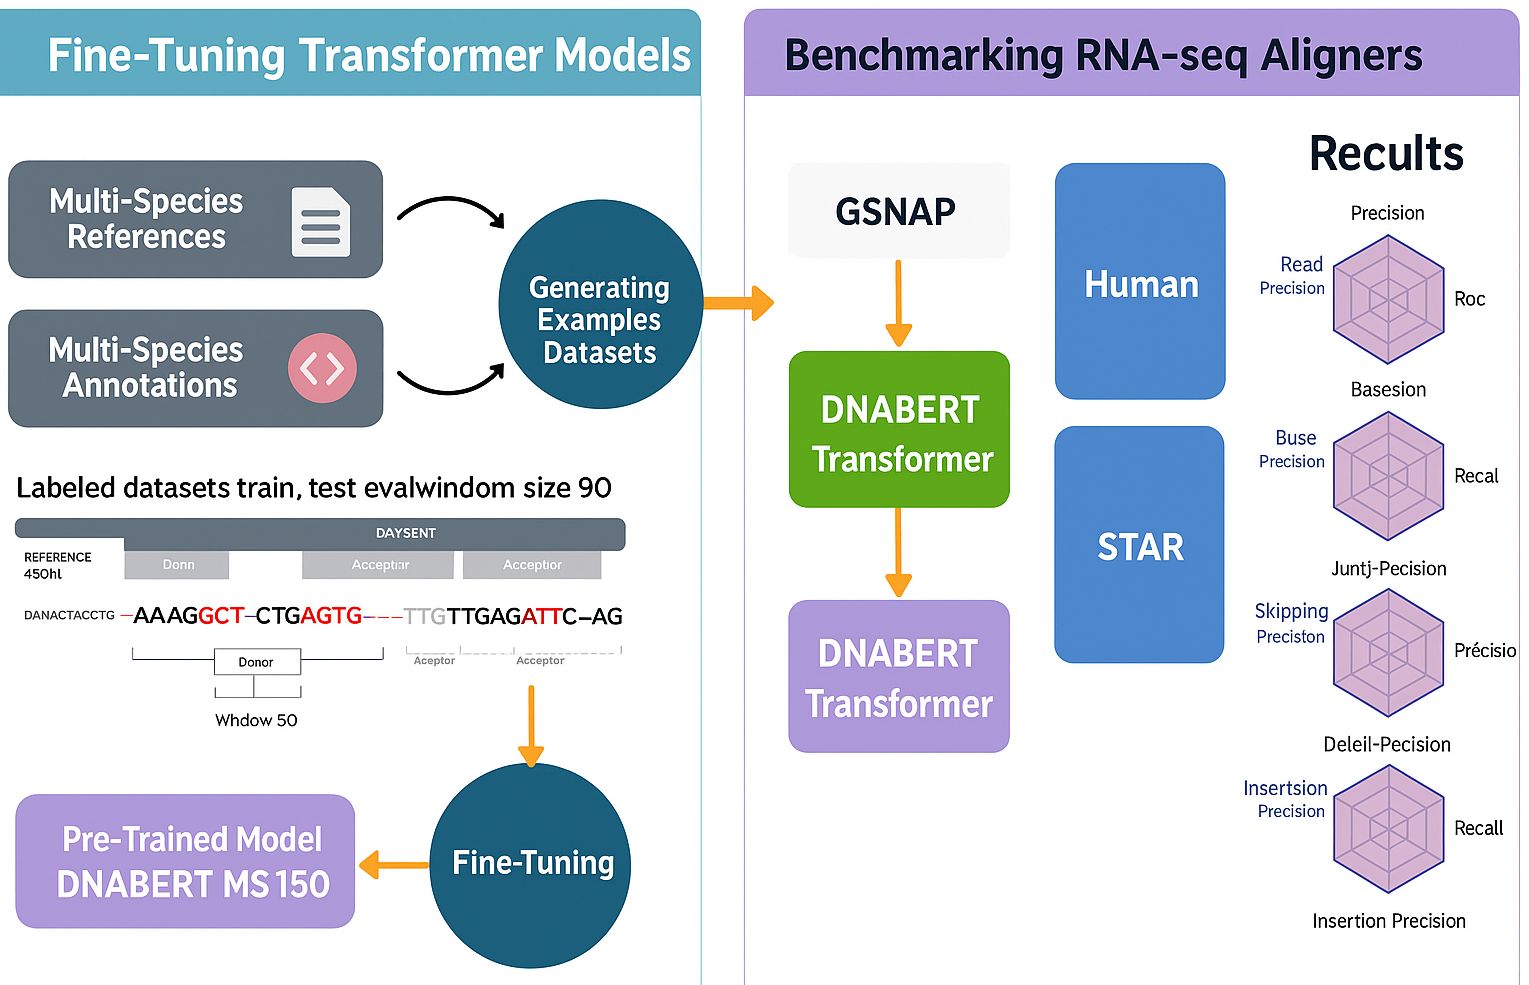 Fine-Tuning Transformer Models
Multi-Species
References
Multi-Species
Annotations
Generating
Examples
Datasets
Labeled datasets train, test evalwindom size 90
DAYSENT
REFERENCE
450hl
Donn
Acceptar
Acceptior
DANACTACCTG
AAAGGCT–CTGAGTG----TTGTTGAGATTC–AG
Donor
Aceptor
Acceptor
Whdow 50
Fine-Tuning
Pre-Trained Model
DNABERT MS 150
Benchmarking RNA-seq Aligners
GSNAP
DNABERT
Transformer
DNABERT
Transformer
Human
STAR
Recults
Precision
Read
Precision
Roc
Basesion
Buse
Precision
Recal
Juntj-Pecision
Skipping
Preciston
Précisio
Deleil-Pecision
Insertsion
Precision
Recall
Insertion Precision